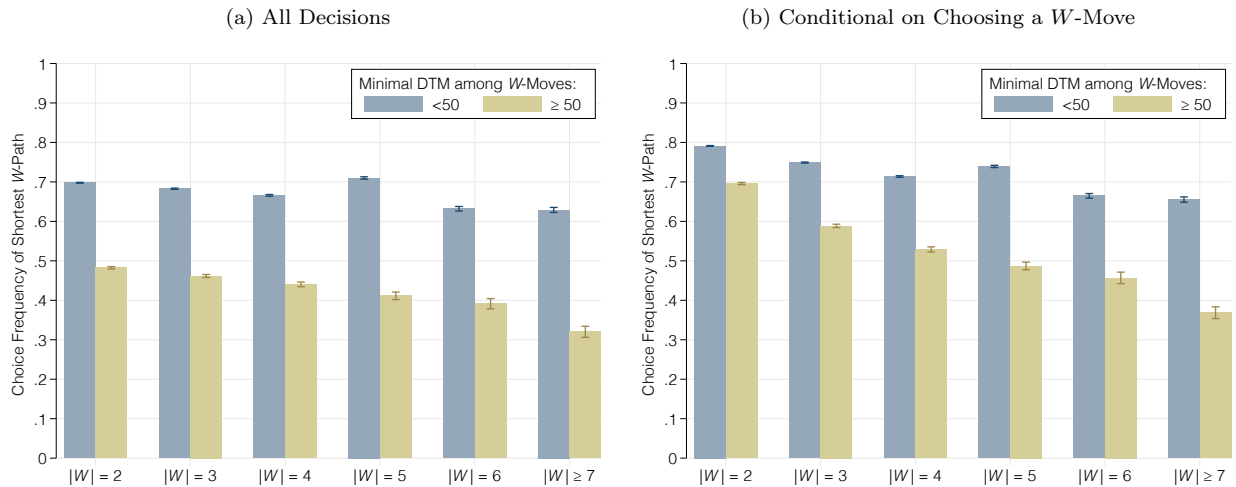 (a) All Decisions
Choice Frequency of Shortest W-Path
1
.9
.8
.7
.6
.5
.4
.3
.2
.1
0
Minimal DTM among W-Moves:
<50 ≥ 50
|W| = 2 |W| = 3 |W| = 4 |W| = 5 |W| = 6 |W| ≥ 7
(b) Conditional on Choosing a W-Move
Choice Frequency of Shortest W-Path
1
.9
.8
.7
.6
.5
.4
.3
.2
.1
0
Minimal DTM among W-Moves:
<50 ≥ 50
|W| = 2 |W| = 3 |W| = 4 |W| = 5 |W| = 6 |W| ≥ 7